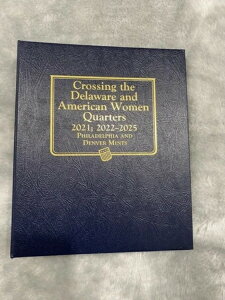 Crossing the
Delaware and
American Women
Quarters
2021; 2022–2025
Philadelphia and
Denver Mints